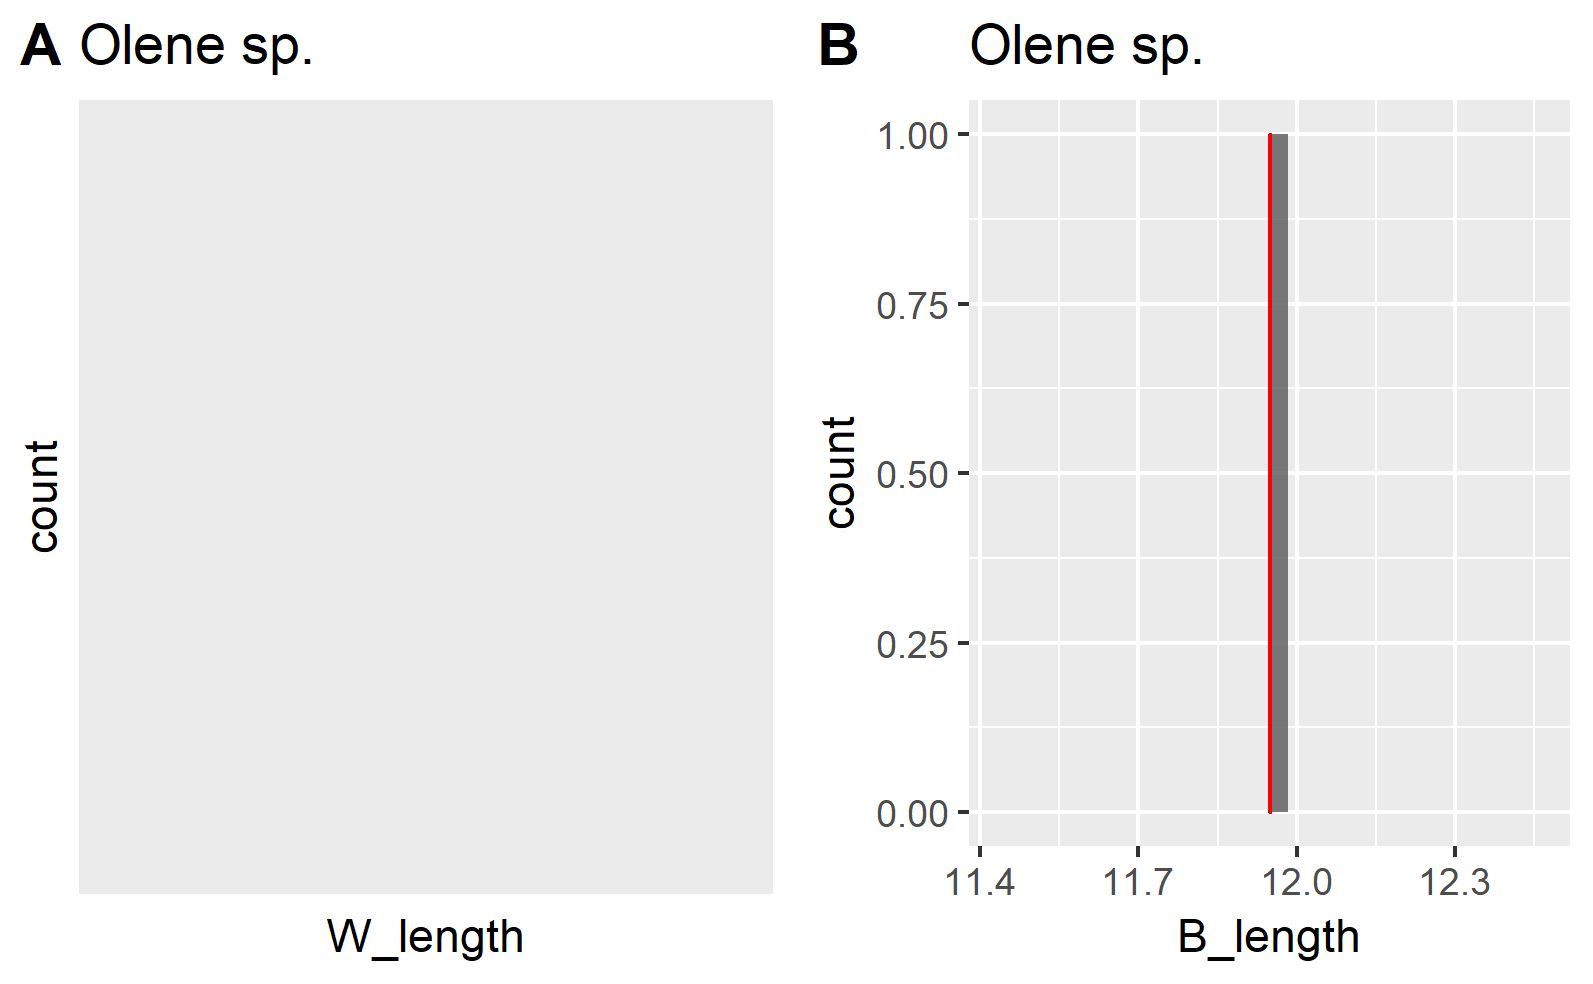 A Olene sp.
count
W_length
B Olene sp.
count
1.00
0.75
0.50
0.25
0.00
11.4 11.7 12.0 12.3
B_length